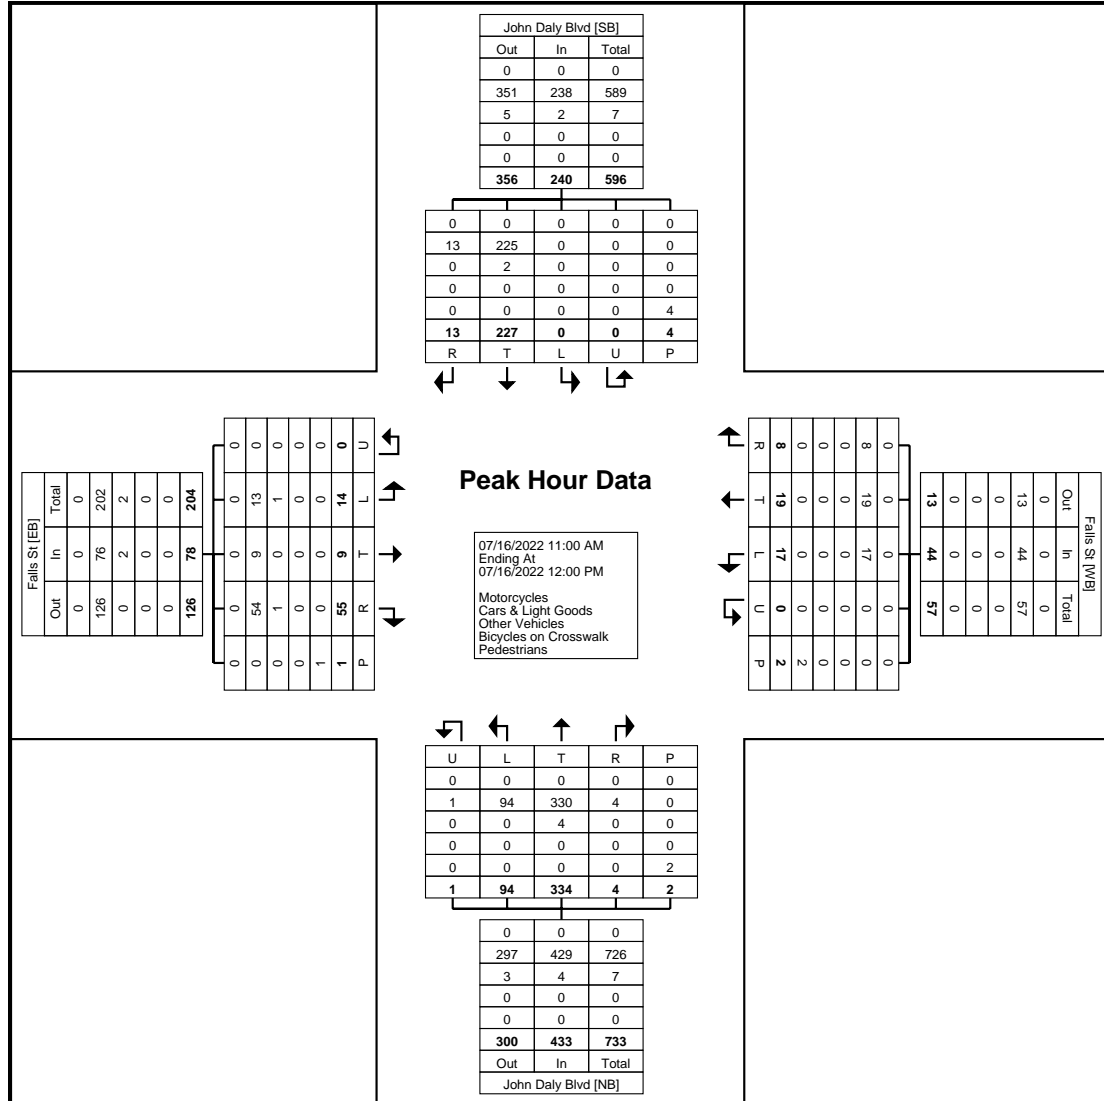 John Daly Blvd [SB]
Out In Total
0 0 0
351 238 589
5 2 7
0 0 0
0 0 0
356 240 596
0 0 0 0 0
13 225 0 0 0
0 2 0 0 0
0 0 0 0 0
0 0 0 0 4
13 227 0 0 4
R T L U P
Falls St [EB]
Total In Out
0 0 0
202 76 126
2 2 0
0 0 0
0 0 0
204 78 126
0 0 0 0 0
0 13 9 54 0
0 1 0 1 0
0 0 0 0 0
0 0 0 0 1
0 14 9 55 1
U L T R P
Peak Hour Data
07/16/2022 11:00 AM
Ending At
07/16/2022 12:00 PM
Motorcycles
Cars & Light Goods
Other Vehicles
Bicycles on Crosswalk
Pedestrians
R T L U P
8 19 17 0 2
0 0 0 0 2
0 0 0 0 0
0 0 0 0 0
8 19 17 0 0
0 0 0 0 0
Falls St [WB]
Out In Total
0 0 0
13 44 57
0 0 0
0 0 0
0 0 0
13 44 57
U L T R P
0 0 0 0 0
1 94 330 4 0
0 0 4 0 0
0 0 0 0 0
0 0 0 0 2
1 94 334 4 2
0 0 0
297 429 726
3 4 7
0 0 0
0 0 0
300 433 733
Out In Total
John Daly Blvd [NB]